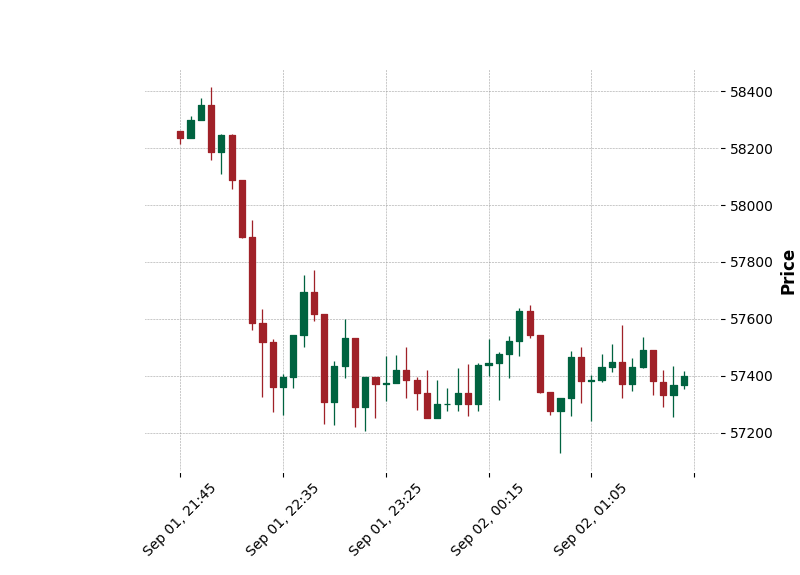 58400
58200
58000
57800
57600
57400
57200
Price
Sep 01, 21:45
Sep 01, 22:35
Sep 01, 23:25
Sep 02, 00:15
Sep 02, 01:05